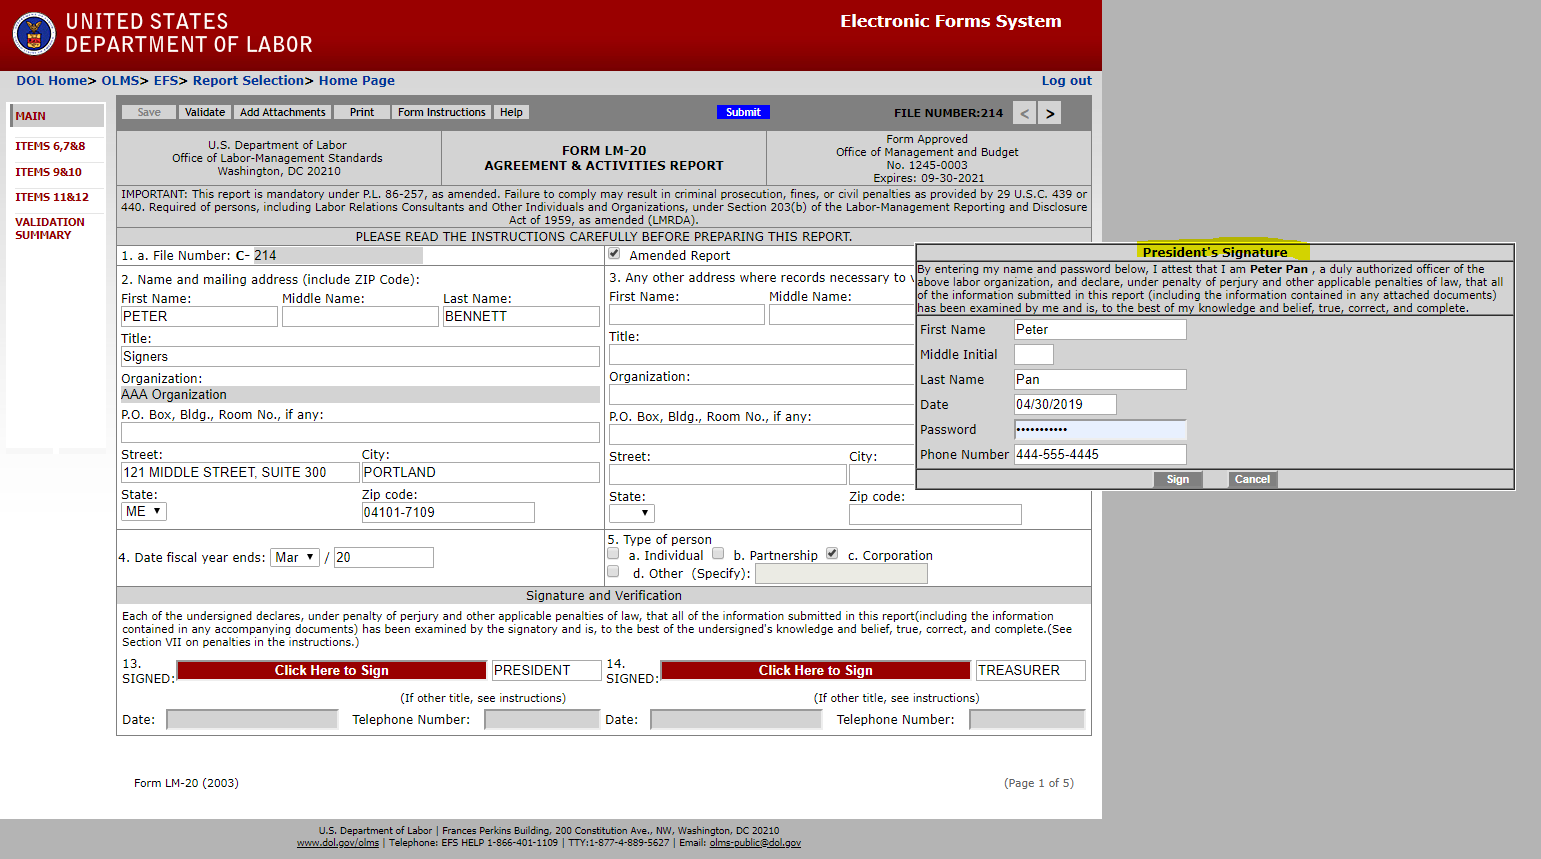 UNITED STATES
DEPARTMENT OF LABOR
Electronic Forms System
DOL Home> OLMS> EFS> Report Selection> Home Page
Log out
MAIN
ITEMS 6,7&8
ITEMS 9&10
ITEMS 11&12
VALIDATION
SUMMARY
Save Validate Add Attachments Print Form Instructions Help Submit FILE NUMBER:214 < >
U.S. Department of Labor
Office of Labor-Management Standards
Washington, DC 20210
FORM LM-20
AGREEMENT & ACTIVITIES REPORT
Form Approved
Office of Management and Budget
No. 1245-0003
Expires: 09-30-2021
IMPORTANT: This report is mandatory under P.L. 86-257, as amended. Failure to comply may result in criminal prosecution, fines, or civil penalties as provided by 29 U.S.C. 439 or
440. Required of persons, including Labor Relations Consultants and Other Individuals and Organizations, under Section 203(b) of the Labor-Management Reporting and Disclosure
Act of 1959, as amended (LMRDA).
PLEASE READ THE INSTRUCTIONS CAREFULLY BEFORE PREPARING THIS REPORT.
1. a. File Number: C- 214
Amended Report
2. Name and mailing address (include ZIP Code):
First Name: Middle Name: Last Name:
PETER BENNETT
Title:
Signers
Organization:
AAA Organization
P.O. Box, Bldg., Room No., if any:
Street: City:
121 MIDDLE STREET, SUITE 300 PORTLAND
State: Zip code:
ME 04101-7109
3. Any other address where records necessary to
First Name: Middle Name:
Title:
Organization:
P.O. Box, Bldg., Room No., if any:
Street: City:
State: Zip code:
President's Signature
By entering my name and password below, I attest that I am Peter Pan , a duly authorized officer of the
above labor organization, and declare, under penalty of perjury and other applicable penalties of law, that all
of the information submitted in this report (including the information contained in any attached documents)
has been examined by me and is, to the best of my knowledge and belief, true, correct, and complete.
First Name Peter
Middle Initial
Last Name Pan
Date 04/30/2019
Password •••••••••••
Phone Number 444-555-4445
Sign Cancel
4. Date fiscal year ends: Mar / 20
5. Type of person
a. Individual b. Partnership c. Corporation
d. Other (Specify):
Signature and Verification
Each of the undersigned declares, under penalty of perjury and other applicable penalties of law, that all of the information submitted in this report(including the information
contained in any accompanying documents) has been examined by the signatory and is, to the best of the undersigned's knowledge and belief, true, correct, and complete.(See
Section VII on penalties in the instructions.)
13.
SIGNED: Click Here to Sign PRESIDENT
14.
SIGNED: Click Here to Sign TREASURER
(If other title, see instructions) (If other title, see instructions)
Date: Telephone Number: Date: Telephone Number:
Form LM-20 (2003) (Page 1 of 5)
U.S. Department of Labor | Frances Perkins Building, 200 Constitution Ave., NW, Washington, DC 20210
www.dol.gov/olms | Telephone: EFS HELP 1-866-401-1109 | TTY:1-877-4-889-5627 | Email: olms-public@dol.gov